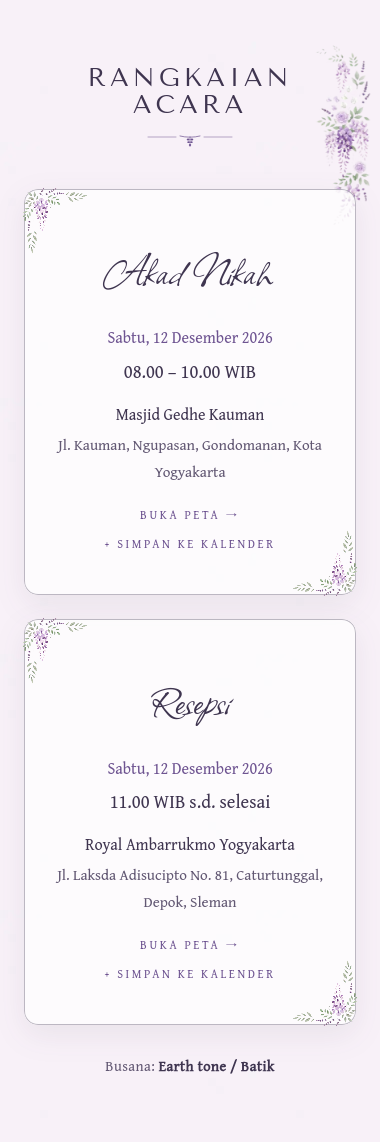 RANGKAIAN
ACARA
Akad Nikah
Sabtu, 12 Desember 2026
08.00 – 10.00 WIB
Masjid Gedhe Kauman
Jl. Kauman, Ngupasan, Gondomanan, Kota
Yogyakarta
BUKA PETA →
+ SIMPAN KE KALENDER
Resepsi
Sabtu, 12 Desember 2026
11.00 WIB s.d. selesai
Royal Ambarrukmo Yogyakarta
Jl. Laksda Adisucipto No. 81, Caturtunggal,
Depok, Sleman
BUKA PETA →
+ SIMPAN KE KALENDER
Busana: Earth tone / Batik